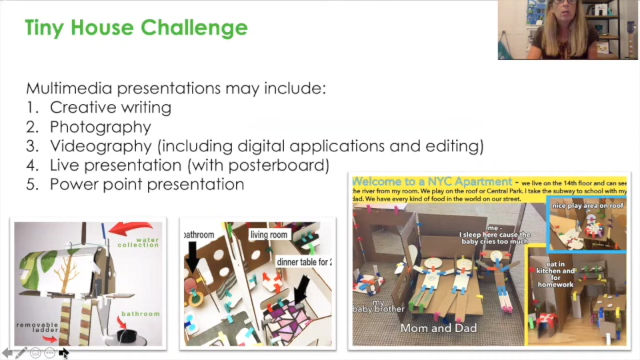 Tiny House Challenge
Multimedia presentations may include:
1. Creative writing
2. Photography
3. Videography (including digital applications and editing)
4. Live presentation (with posterboard)
5. Power point presentation
water
collection
bathroom
removable
ladder
bathroom
living room
dinner table for 2
Welcome to a NYC Apartment - we live on the 14th floor and can see
the river from my room. We play on the roof or Central Park. I take the subway to school with my
dad. We have every kind of food in the world on our street.
nice play area on roof
me -
I sleep here cause the
baby cries too much
eat in
kitchen and
for
homework
my
baby brother
Mom and Dad